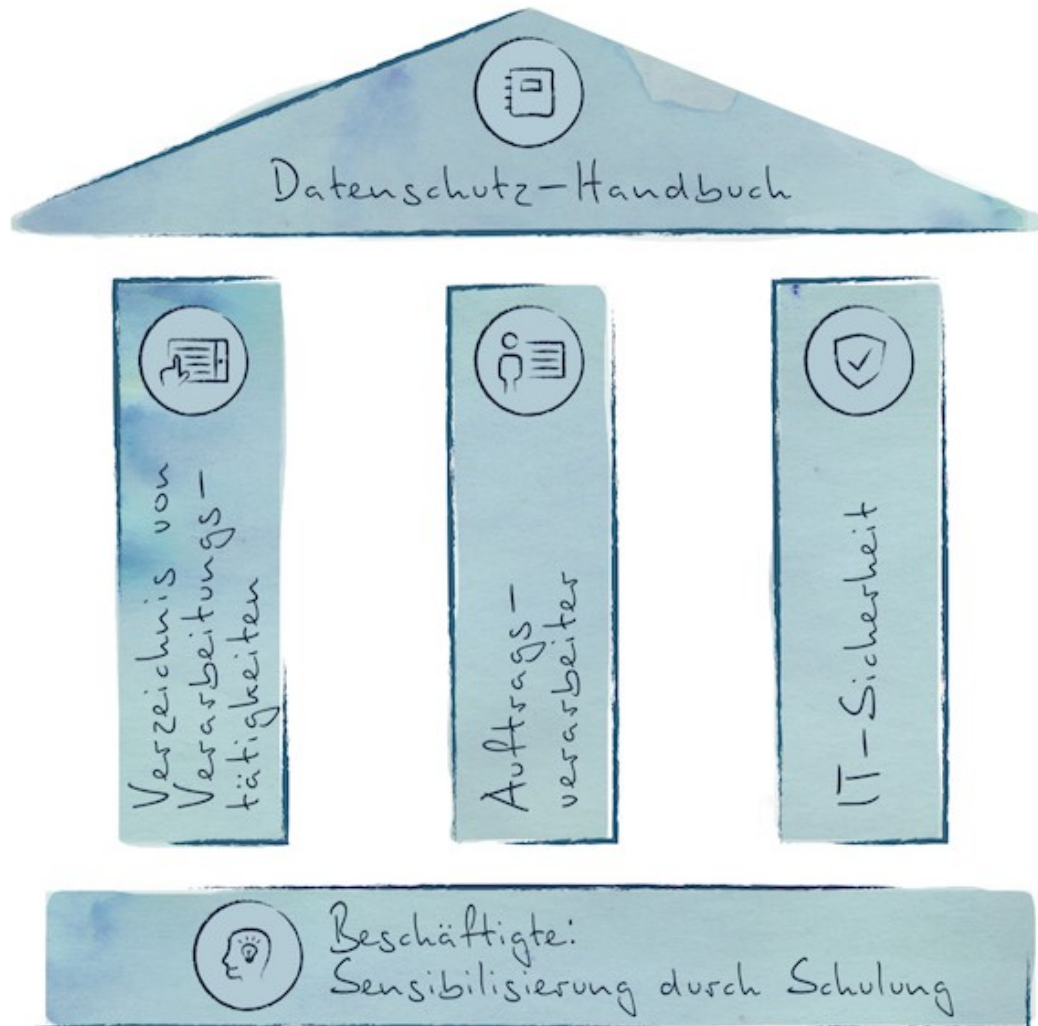 Datenschutz-Handbuch
Verzeichnis von
Verarbeitungs-
tätigkeiten
Auftrags-
verarbeiter
IT-Sicherheit
Beschäftigte:
Sensibilisierung durch Schulung